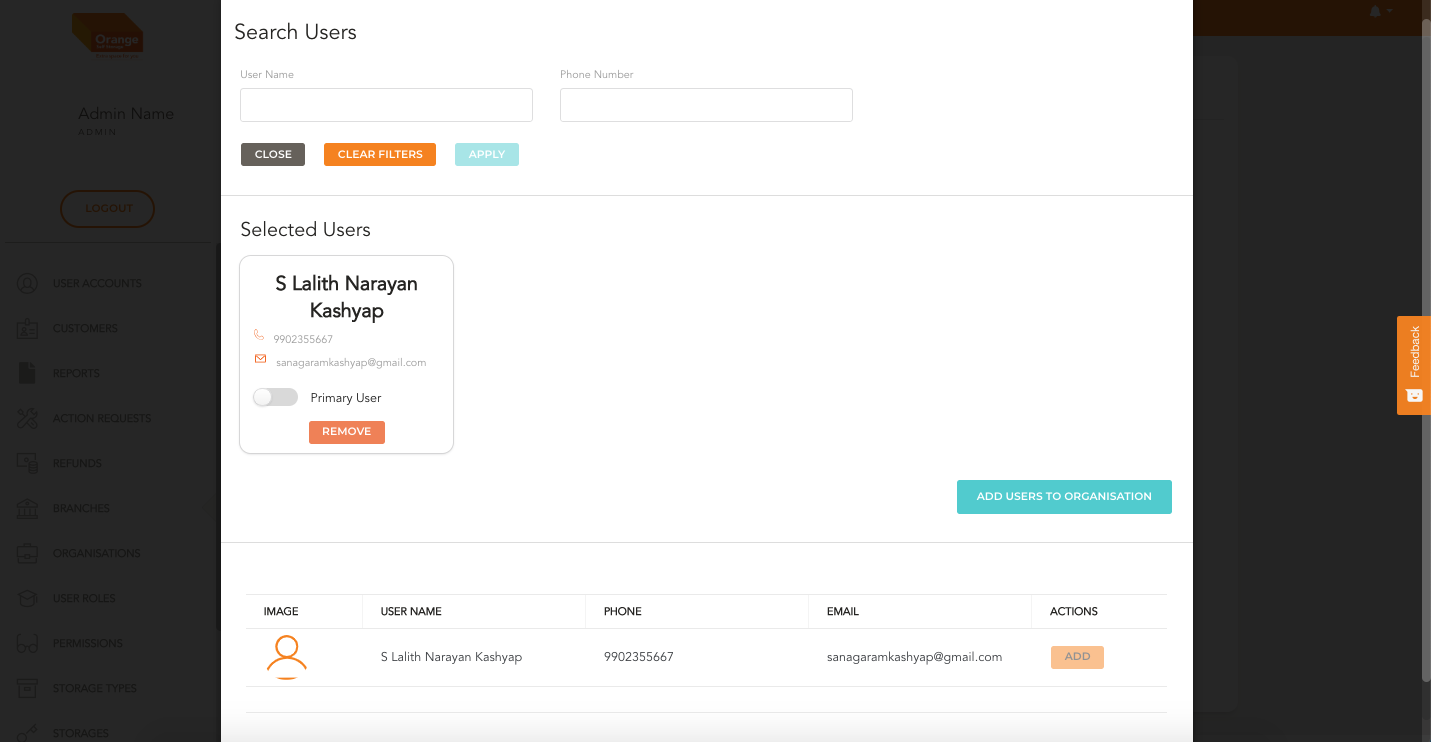 Orange
Admin Name
ADMIN
LOGOUT
USER ACCOUNTS
CUSTOMERS
REPORTS
ACTION REQUESTS
REFUNDS
BRANCHES
ORGANISATIONS
USER ROLES
PERMISSIONS
STORAGE TYPES
STORAGES
Search Users
User Name
Phone Number
CLOSE
CLEAR FILTERS
APPLY
Selected Users
S Lalith Narayan
Kashyap
9902355667
sanagaramkashyap@gmail.com
Primary User
REMOVE
ADD USERS TO ORGANISATION
IMAGE USER NAME PHONE EMAIL ACTIONS
S Lalith Narayan Kashyap 9902355667 sanagaramkashyap@gmail.com ADD
Feedback